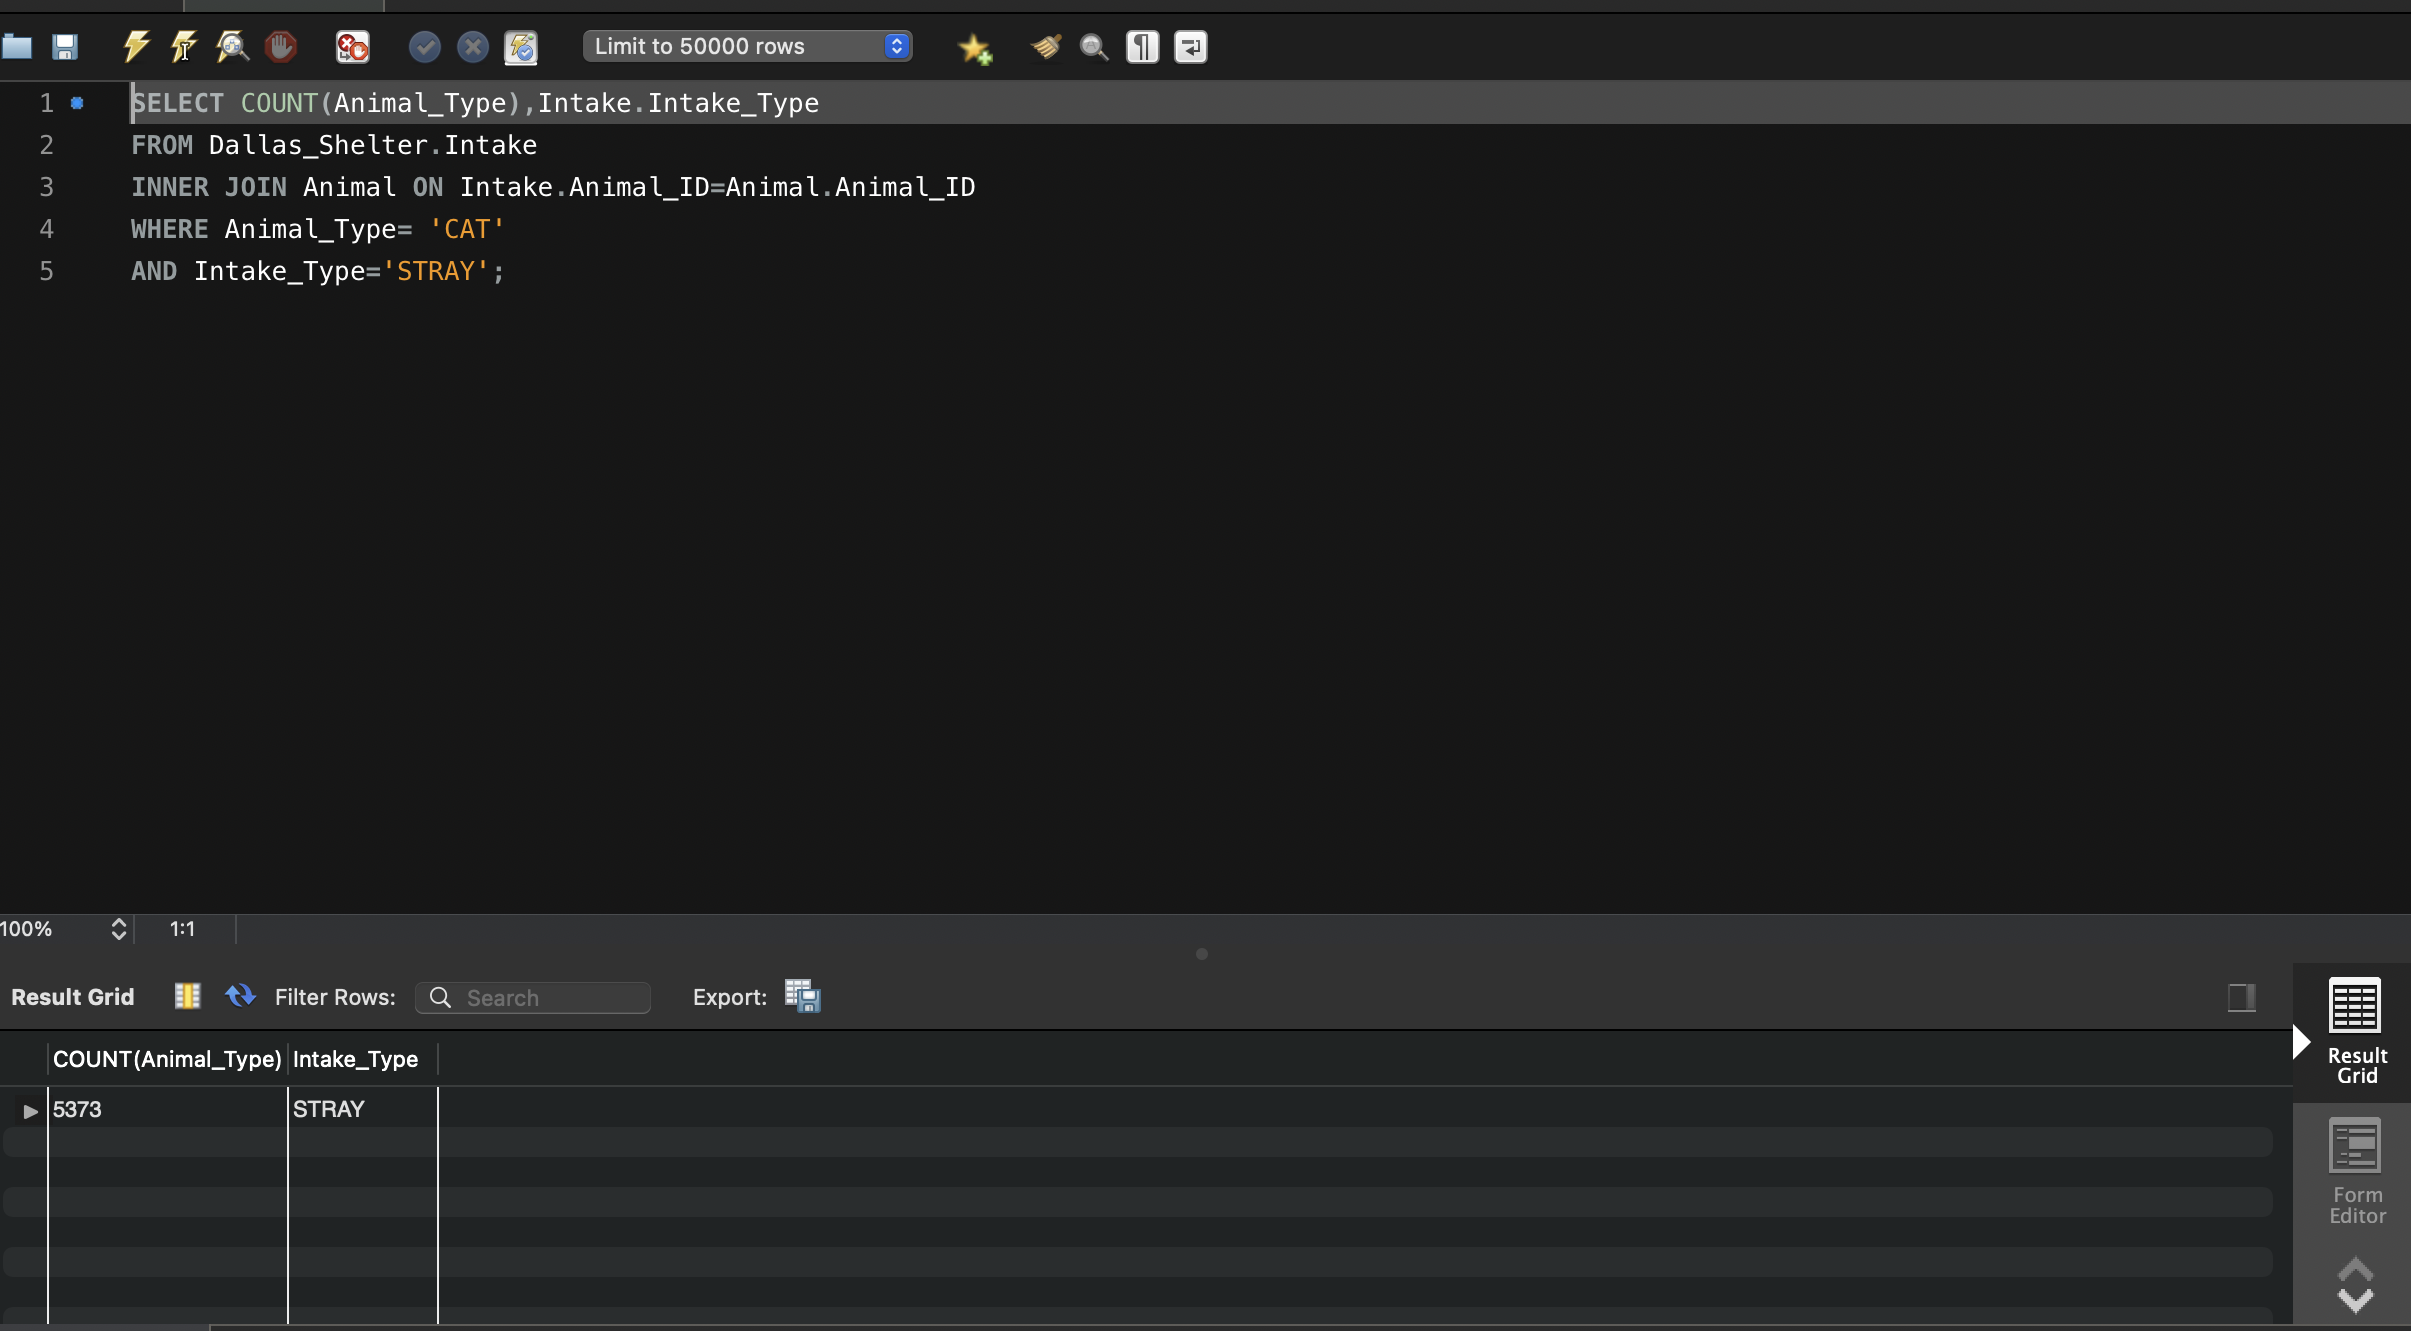 Limit to 50000 rows
1 SELECT COUNT(Animal_Type),Intake.Intake_Type
2 FROM Dallas_Shelter.Intake
3 INNER JOIN Animal ON Intake.Animal_ID=Animal.Animal_ID
4 WHERE Animal_Type= 'CAT'
5 AND Intake_Type='STRAY';
100% 1:1
Result Grid Filter Rows: Search Export:
COUNT(Animal_Type) Intake_Type
5373 STRAY
Result
Grid
Form
Editor